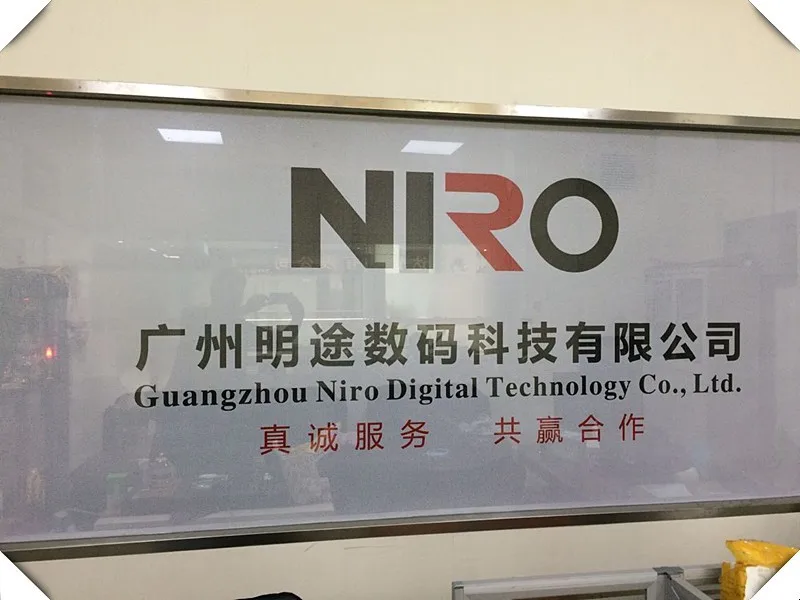 NIRO
广州明途数码科技有限公司
Guangzhou Niro Digital Technology Co., Ltd.
真诚服务 共赢合作